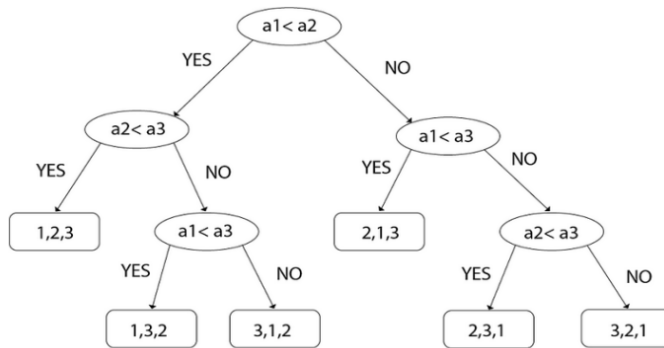 a1< a2
YES
NO
a2< a3
a1< a3
YES
NO
YES
NO
1,2,3
a1< a3
2,1,3
a2< a3
YES
NO
YES
NO
1,3,2
3,1,2
2,3,1
3,2,1